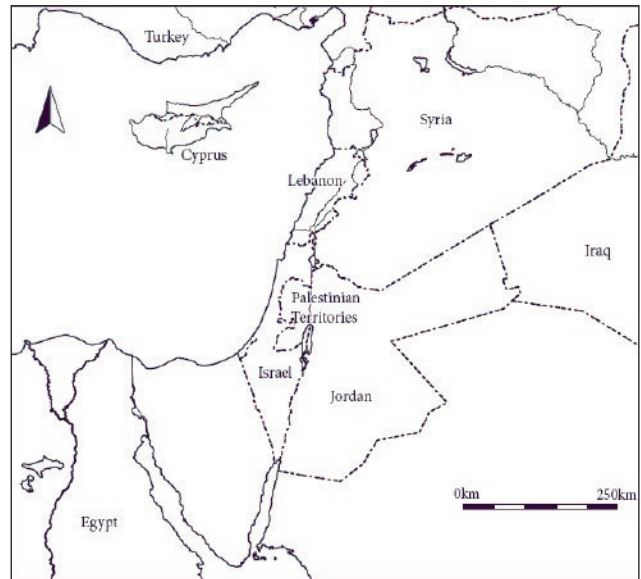 Turkey
Cyprus
Syria
Lebanon
Iraq
Palestinian
Territories
Israel
Jordan
0km 250km
Egypt